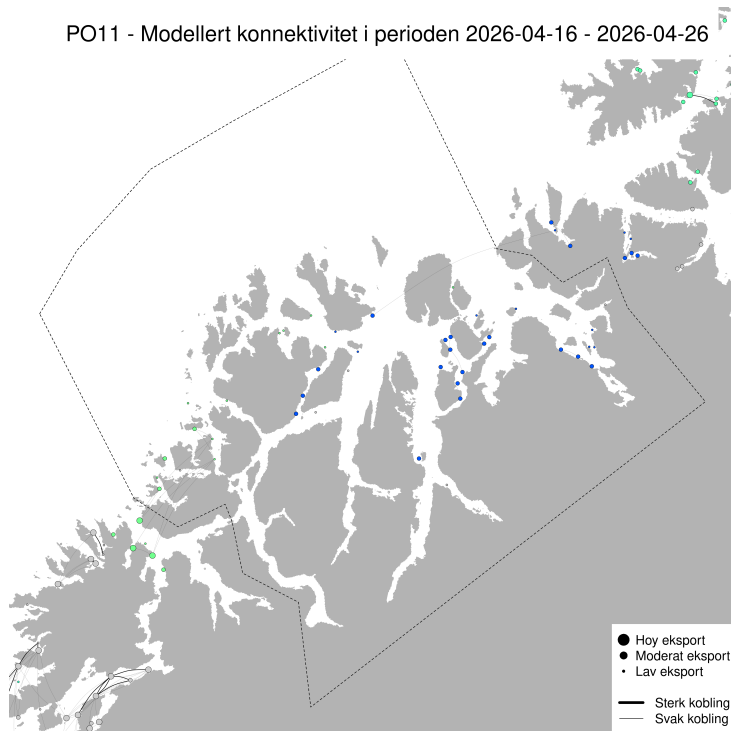 PO11 - Modellert konnektivitet i perioden 2026-04-16 - 2026-04-26
Hoy eksport
Moderat eksport
Lav eksport
Sterk kobling
Svak kobling